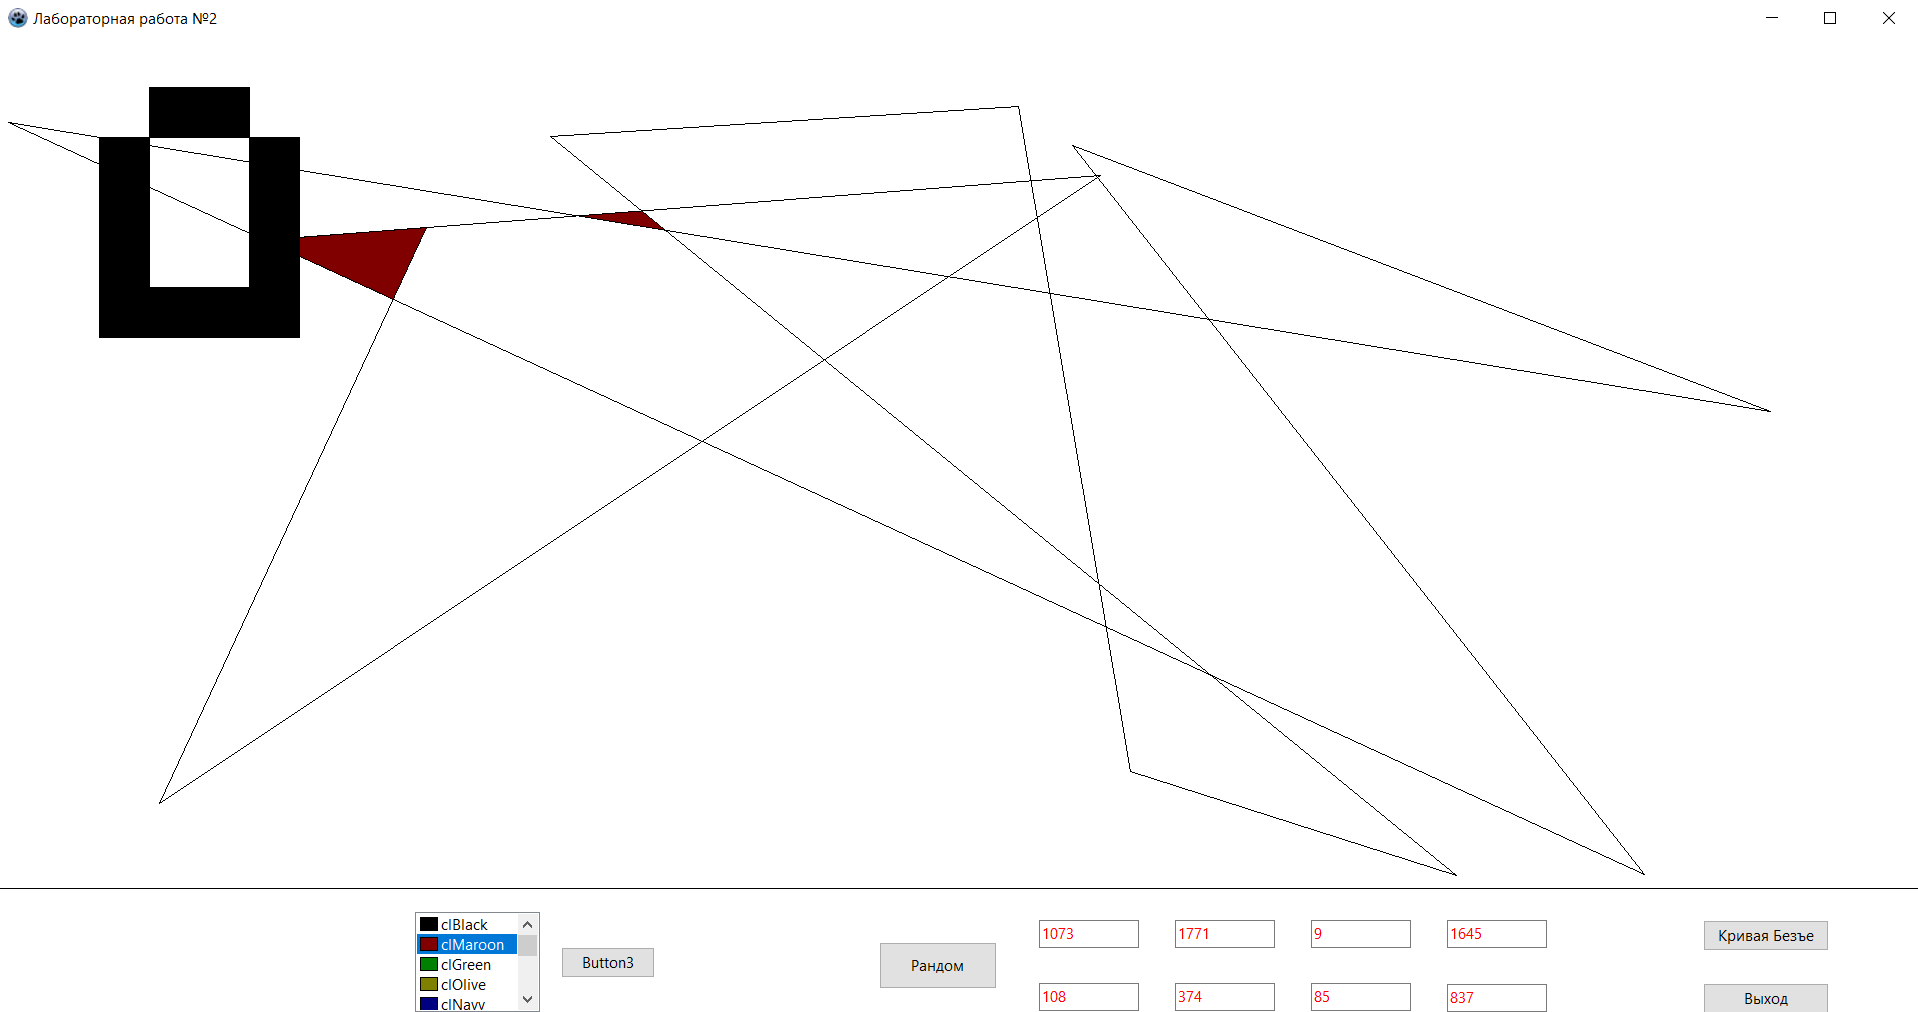 Лабораторная работа №2
clBlack
clMaroon
clGreen
clOlive
clNavy
Button3
Рандом
1073
1771
9
1645
108
374
85
837
Кривая Безъе
Выход